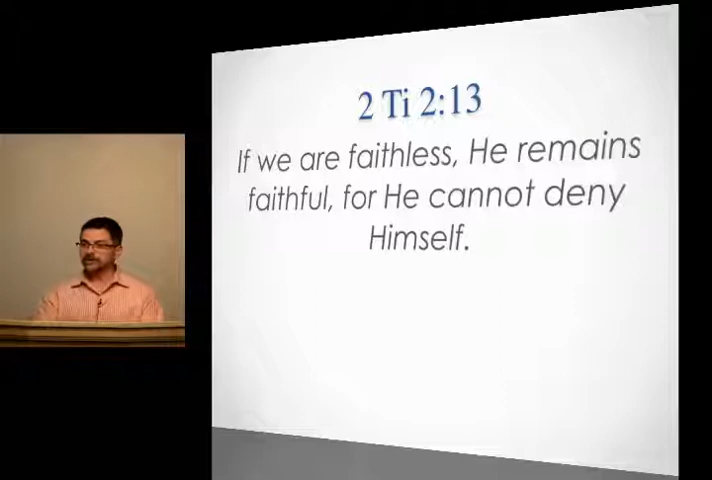 2 Ti 2:13
If we are faithless, He remains
faithful, for He cannot deny
Himself.